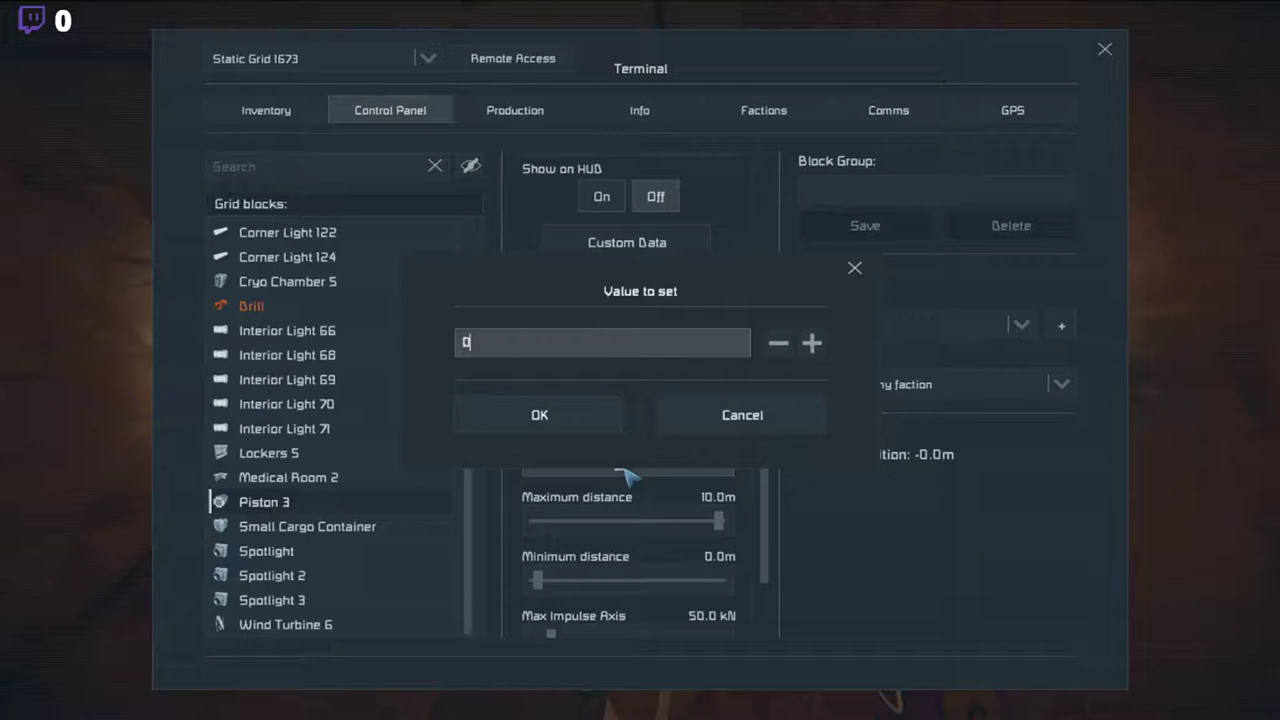 0
Static Grid 1673
Remote Access
Terminal
Inventory
Control Panel
Production
Info
Factions
Comms
GPS
Search
Grid blocks:
Corner Light 122
Corner Light 124
Cryo Chamber 5
Drill
Interior Light 66
Interior Light 68
Interior Light 69
Interior Light 70
Interior Light 71
Lockers 5
Medical Room 2
Piston 3
Small Cargo Container
Spotlight
Spotlight 2
Spotlight 3
Wind Turbine 6
Show on HUD
On
Off
Custom Data
Value to set
0
OK
Cancel
Maximum distance 10.0m
Minimum distance 0.0m
Max Impulse Axis 50.0 kN
Block Group:
Save
Delete
+
faction
-0.0m